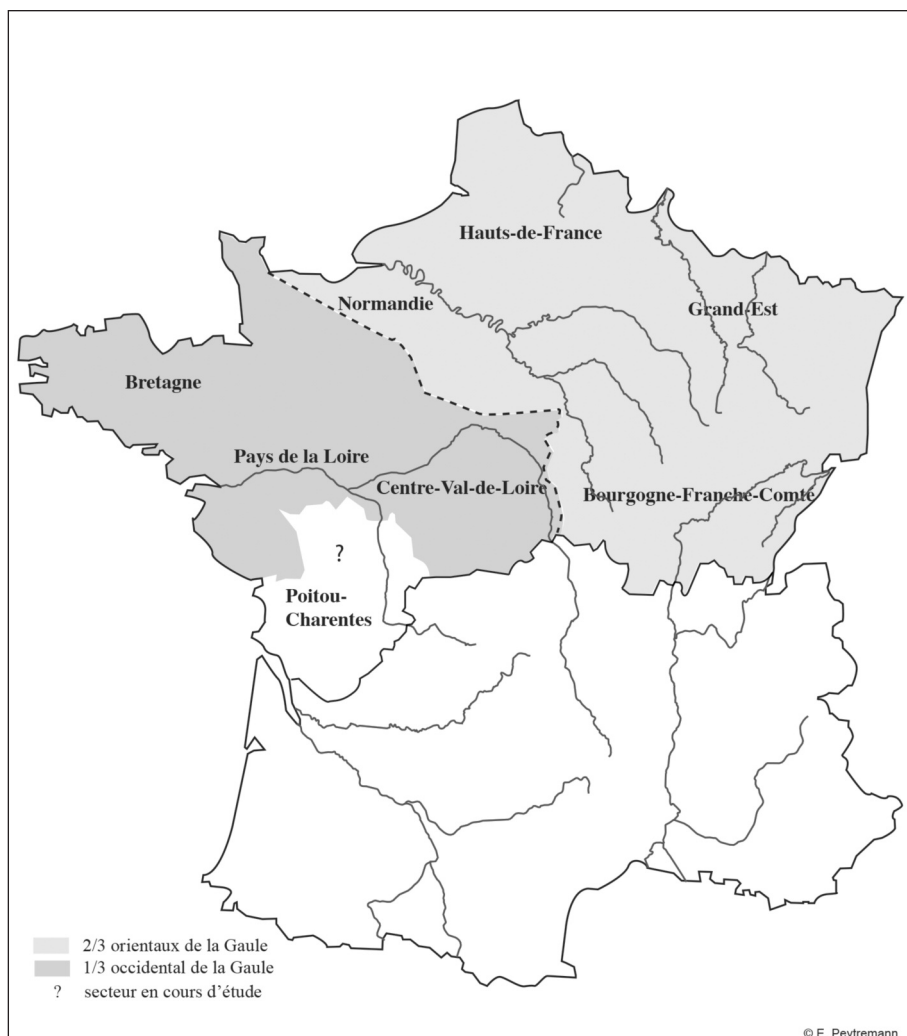 Hauts-de-France
Normandie
Grand-Est
Bretagne
Pays de la Loire
Centre-Val-de-Loire
Bourgogne-Franche-Comté
?
Poitou-
Charentes
2/3 orientaux de la Gaule
1/3 occidental de la Gaule
? secteur en cours d'étude
© E. Peytremann